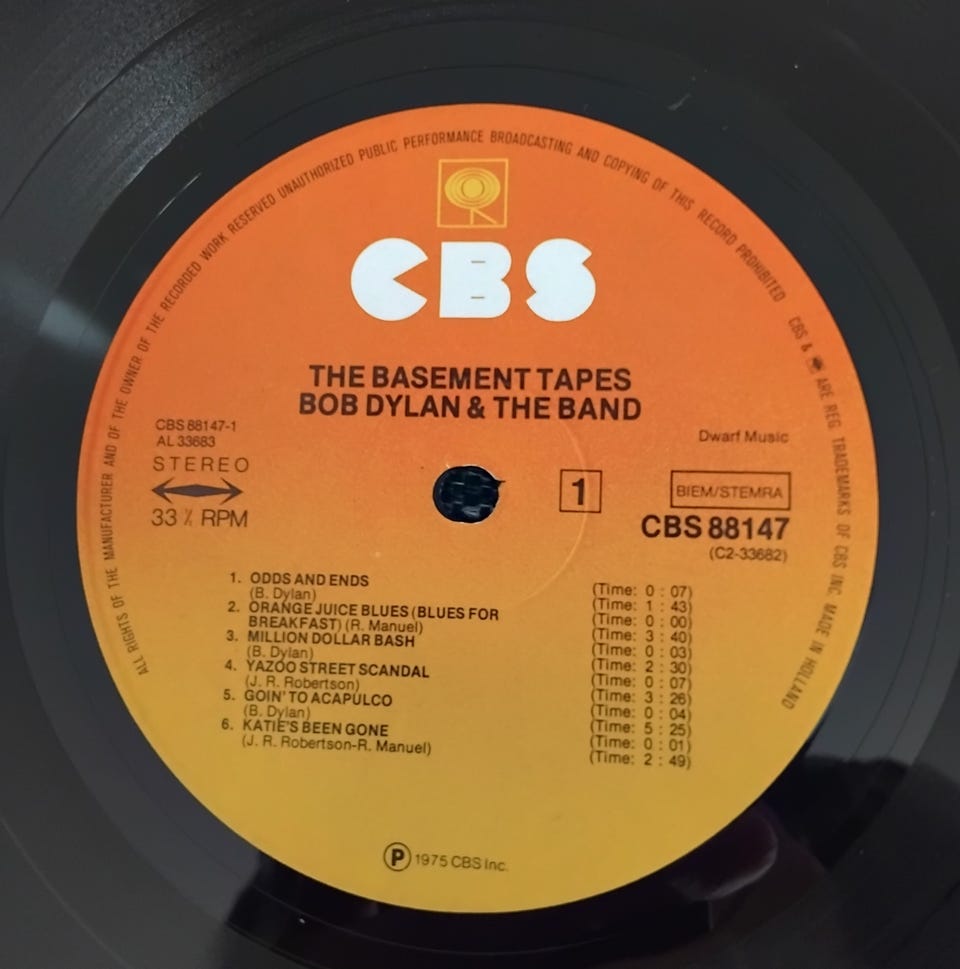 ALL RIGHTS OF THE MANUFACTURER AND OF THE OWNER OF THE RECORDED WORK RESERVED UNAUTHORIZED PUBLIC PERFORMANCE BROADCASTING AND COPYING OF THIS RECORD PROHIBITED
CBS & ARE REG. TRADEMARKS OF CBS INC. MADE IN HOLLAND
CBS
THE BASEMENT TAPES
BOB DYLAN & THE BAND
CBS 88147-1
AL 33683
STEREO
33 ⅓ RPM
1
Dwarf Music
BIEM/STEMRA
CBS 88147
(C2-33682)
1. ODDS AND ENDS
(B. Dylan)
2. ORANGE JUICE BLUES (BLUES FOR
BREAKFAST) (R. Manuel)
3. MILLION DOLLAR BASH
(B. Dylan)
4. YAZOO STREET SCANDAL
(J. R. Robertson)
5. GOIN' TO ACAPULCO
(B. Dylan)
6. KATIE'S BEEN GONE
(J. R. Robertson-R. Manuel)
(Time: 0 : 07)
(Time: 1 : 43)
(Time: 0 : 00)
(Time: 3 : 40)
(Time: 0 : 03)
(Time: 2 : 30)
(Time: 0 : 07)
(Time: 3 : 26)
(Time: 0 : 04)
(Time: 5 : 25)
(Time: 0 : 01)
(Time: 2 : 49)
Ⓟ 1975 CBS Inc.